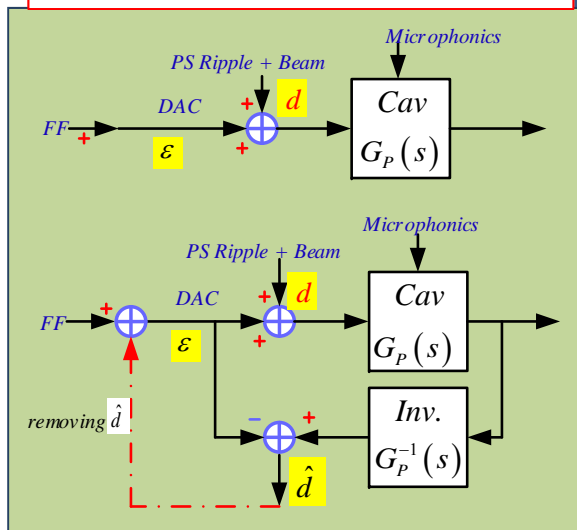 Microphonics
PS Ripple + Beam
d
Cav
DAC
FF
+
+
+
ε
G_P(s)
Microphonics
PS Ripple + Beam
d
Cav
DAC
+
+
FF
+
ε
G_P(s)
removing d̂
−
+
Inv.
G_P^{-1}(s)
d̂